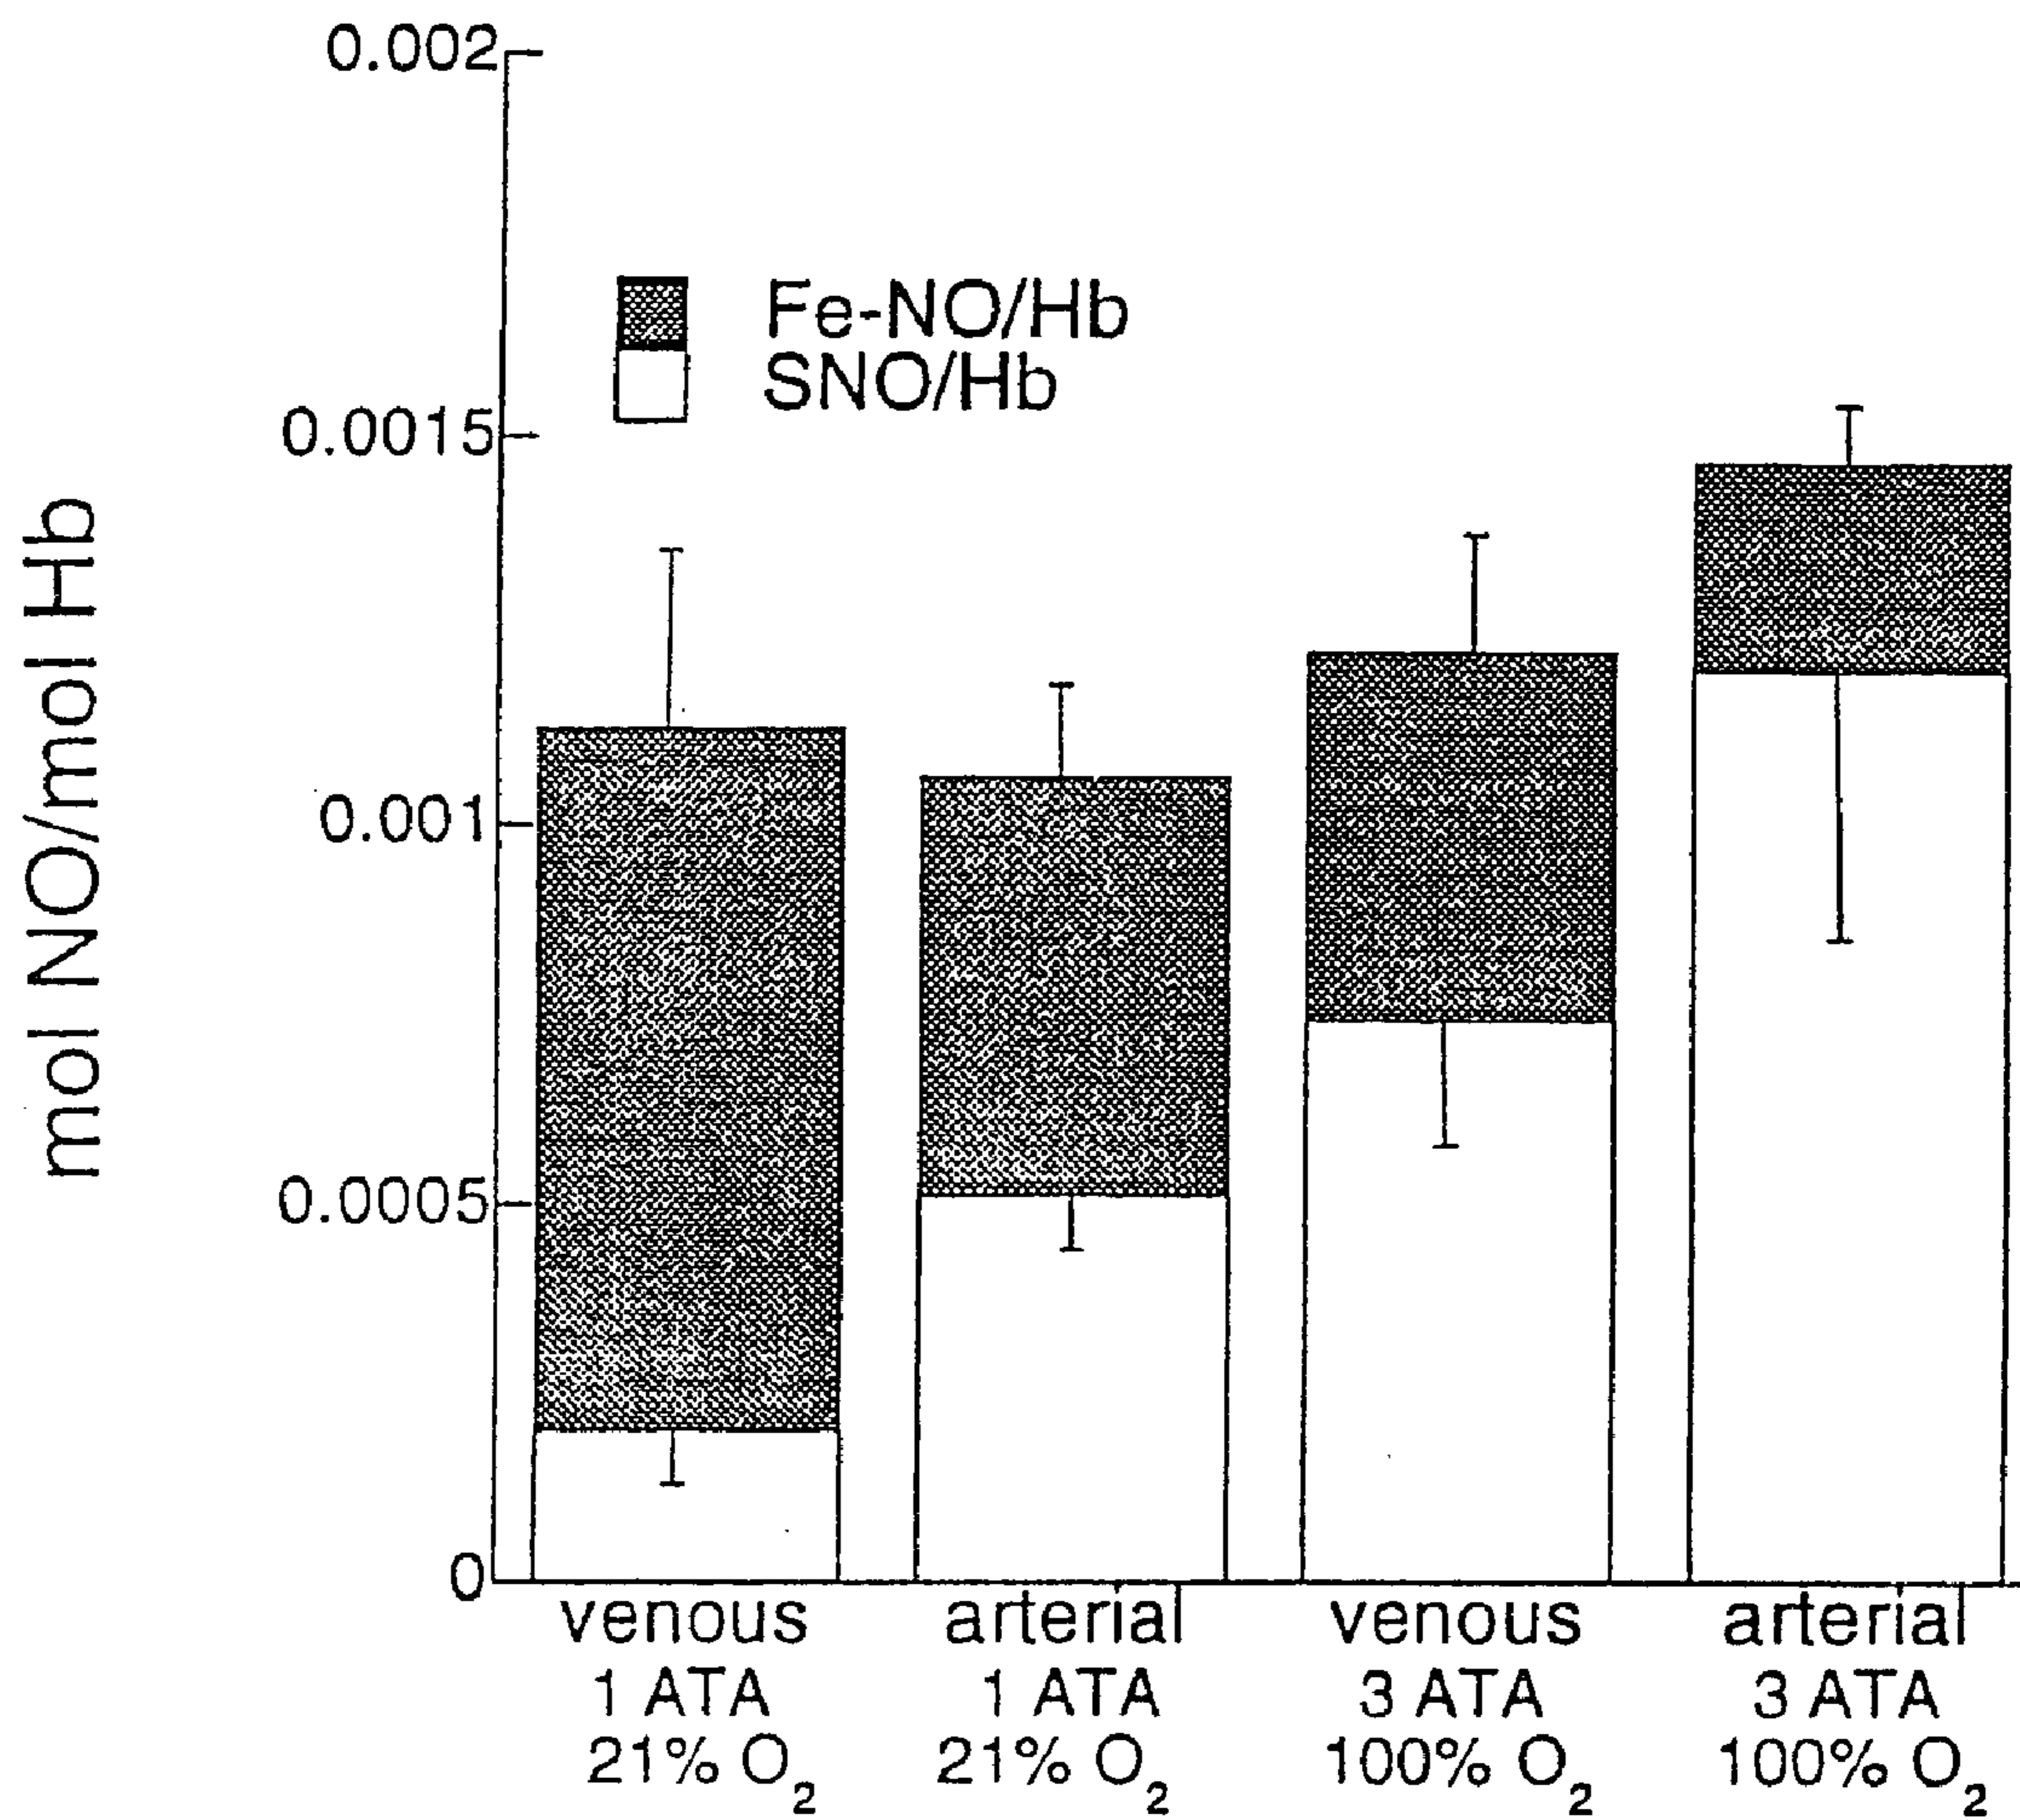 0.002
Fe-NO/Hb
SNO/Hb
0.0015
mol NO/mol Hb
0.001
0.0005
0
venous arterial venous arterial
1 ATA 1 ATA 3 ATA 3 ATA
21% O₂ 21% O₂ 100% O₂ 100% O₂